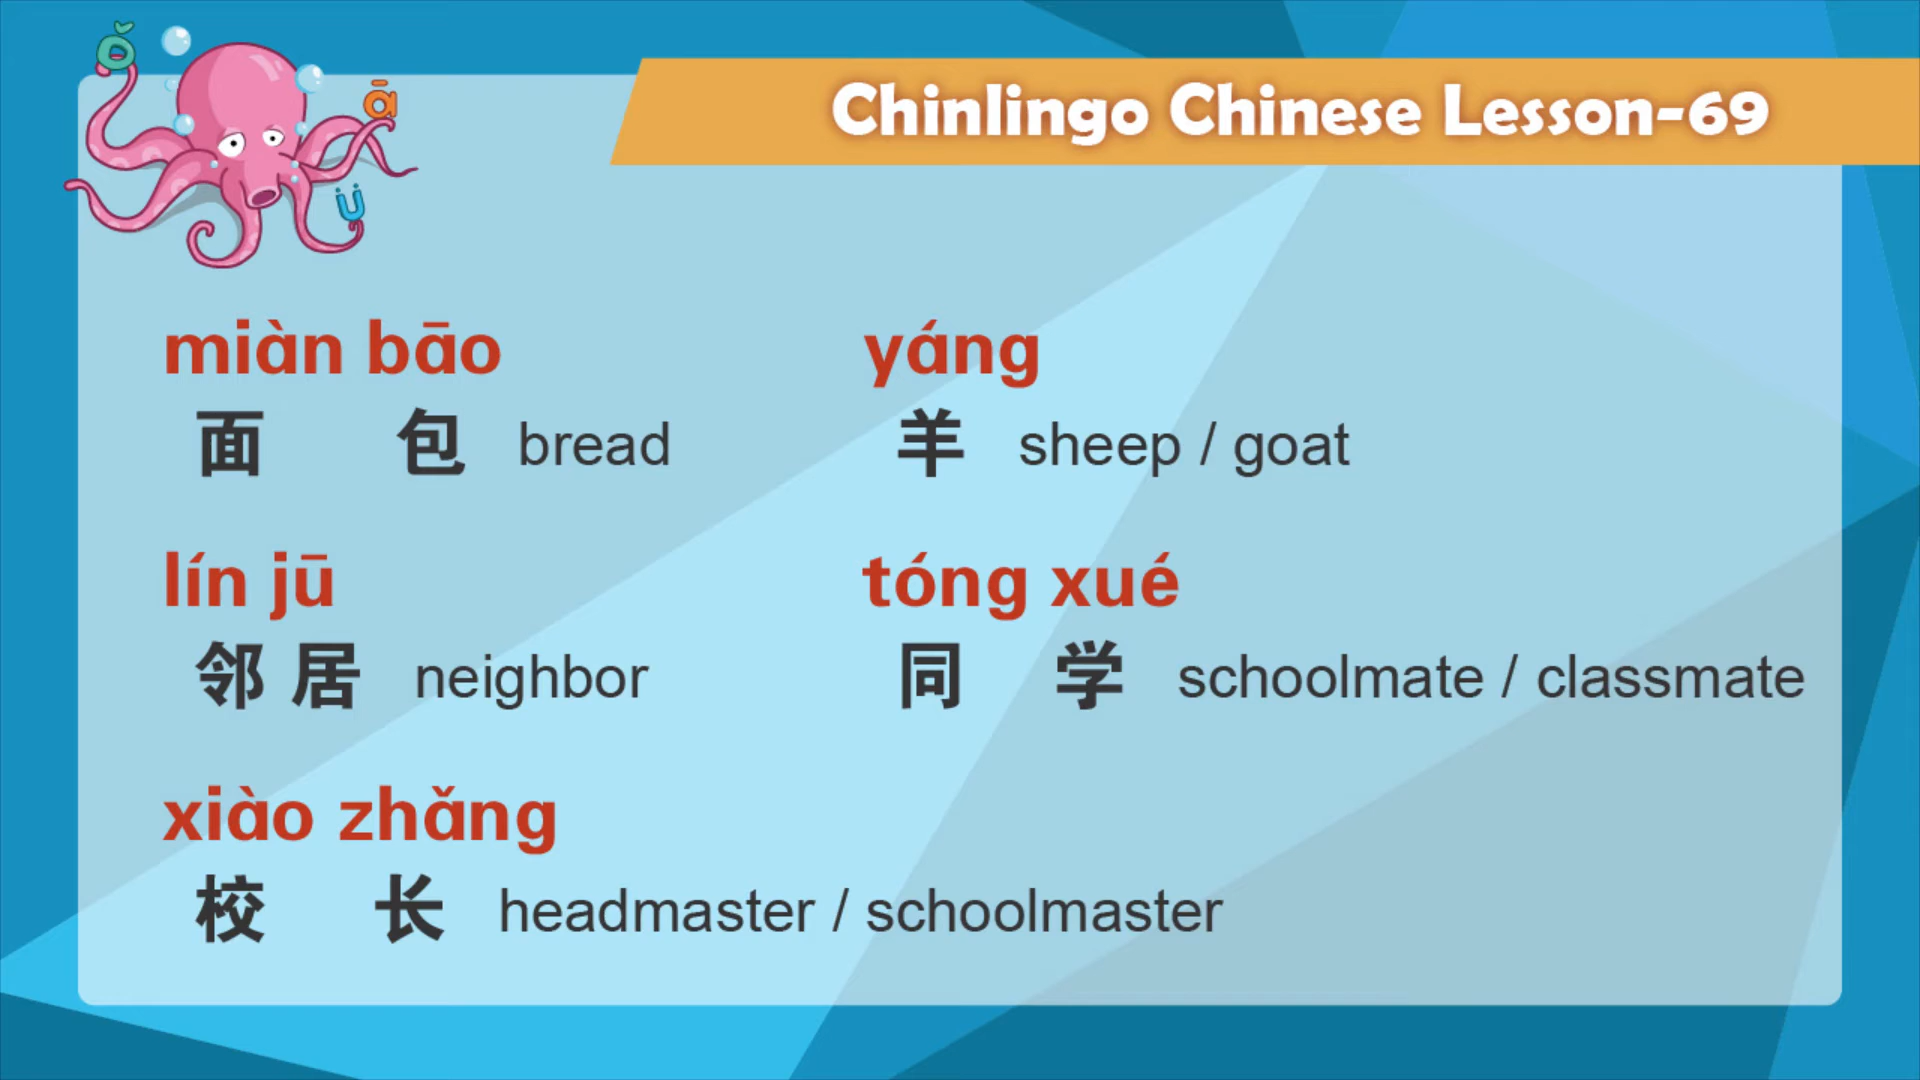 ǒ
ā
ü
Chinlingo Chinese Lesson-69
miàn bāo
面 包 bread
yáng
羊 sheep / goat
lín jū
邻 居 neighbor
tóng xué
同 学 schoolmate / classmate
xiào zhǎng
校 长 headmaster / schoolmaster